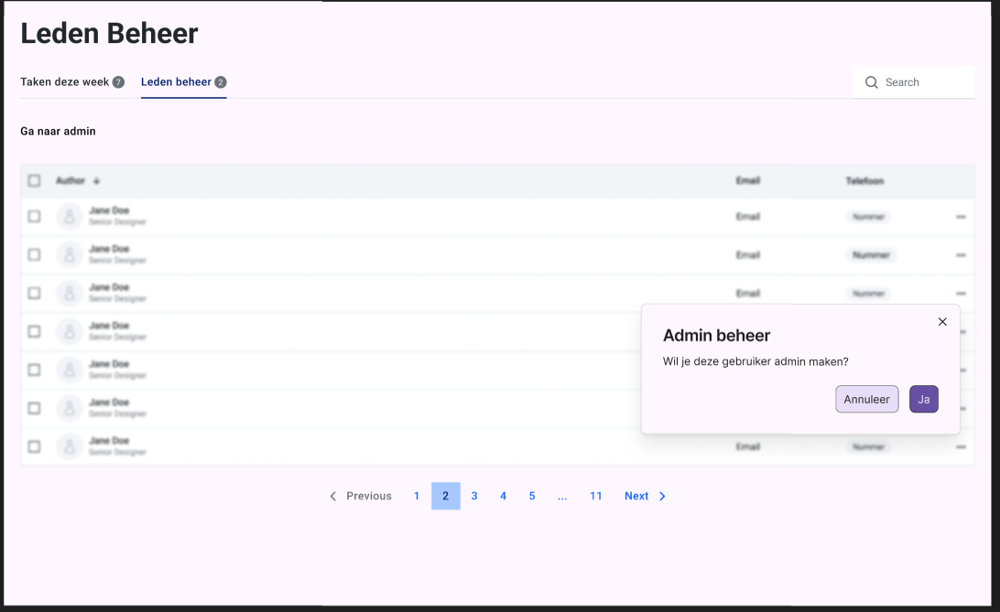 Leden Beheer
Taken deze week 7
Leden beheer 2
Search
Ga naar admin
Author Email Telefoon
Jane Doe Email Nummer
Senior Designer
Jane Doe Email Nummer
Senior Designer
Jane Doe Email Nummer
Senior Designer
Jane Doe
Senior Designer
Jane Doe
Senior Designer
Jane Doe
Senior Designer
Jane Doe Email Nummer
Senior Designer
Admin beheer
Wil je deze gebruiker admin maken?
Annuleer Ja
Previous 1 2 3 4 5 ... 11 Next